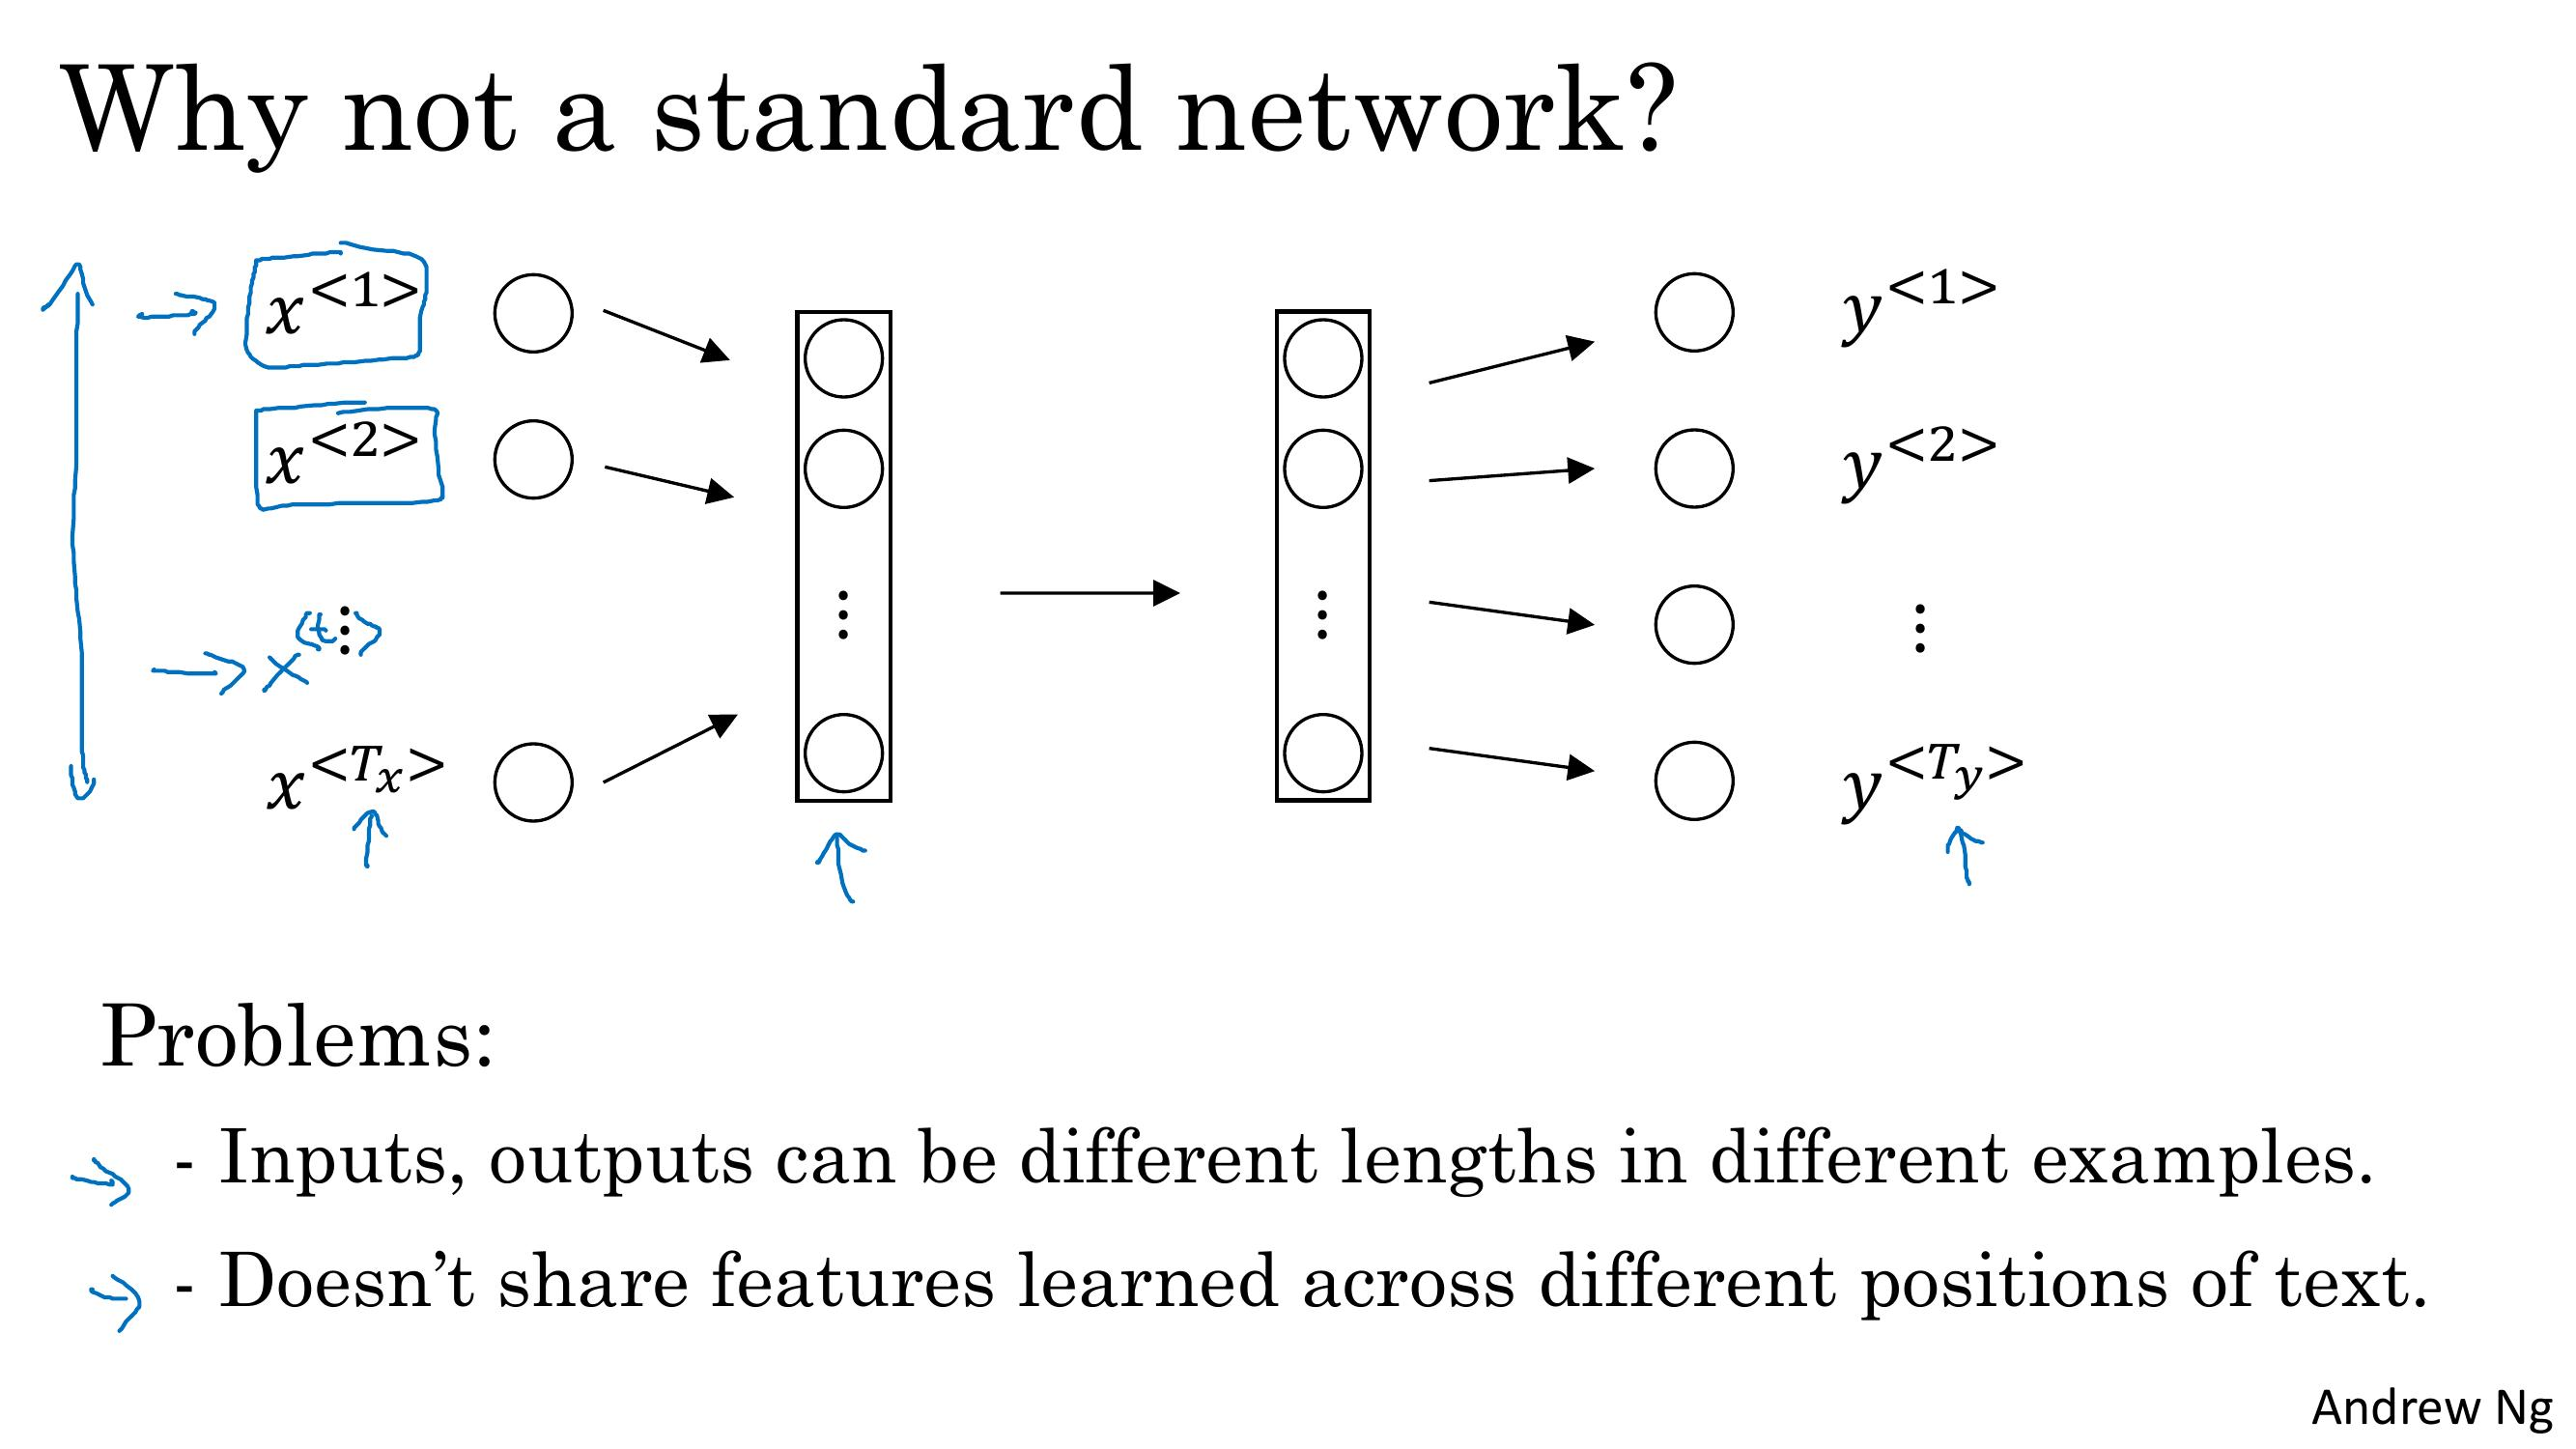 Why not a standard network?
x<1> y<1>
x<2> y<2>
⋮ ⋮ ⋮ ⋮
x<t>
x<Tx> y<Ty>
Problems:
- Inputs, outputs can be different lengths in different examples.
- Doesn't share features learned across different positions of text.
Andrew Ng